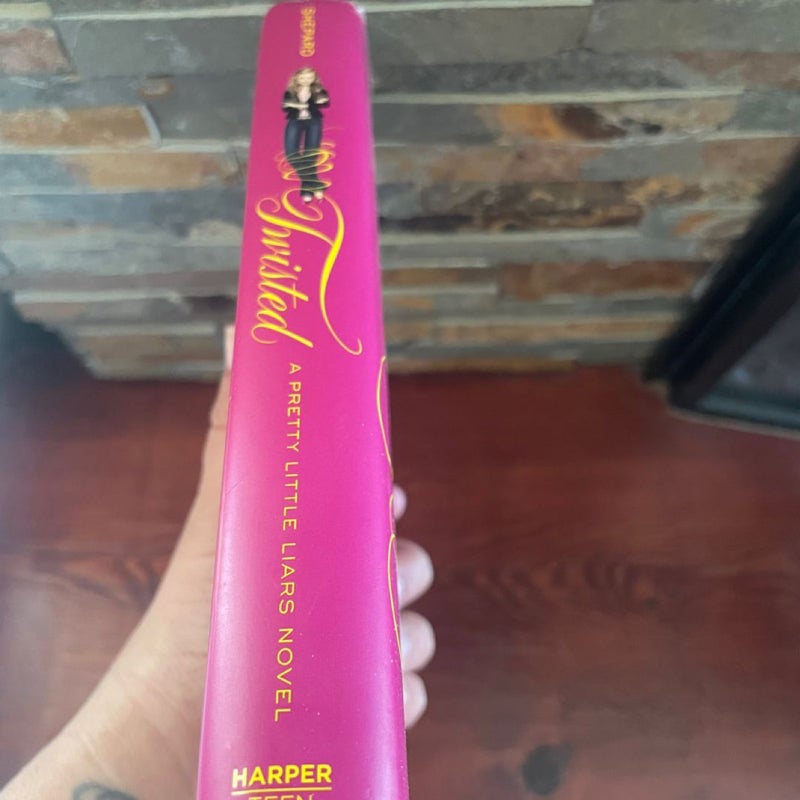 SHEPARD
Twisted
A PRETTY LITTLE LIARS NOVEL
HARPER
TEEN